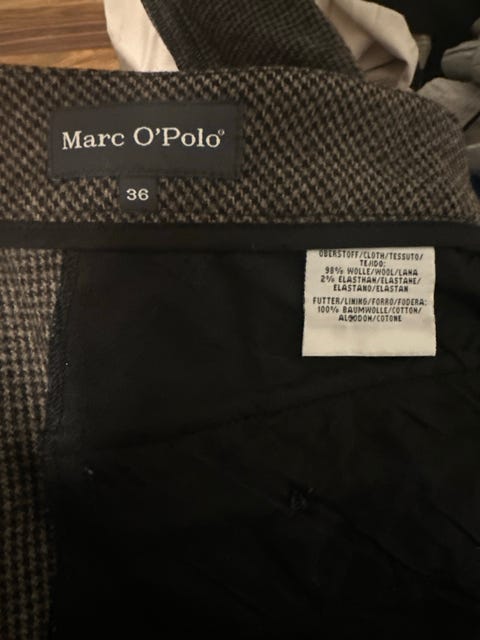 Marc O'Polo®
36
OBERSTOFF/CLOTH/TESSUTO/
TEJIDO:
98% WOLLE/WOOL/LANA
2% ELASTHAN/ELASTANE/
ELASTANO/ELASTAN
FUTTER/LINING/FORRO/FODERA:
100% BAUMWOLLE/COTTON/
ALGODON/COTONE